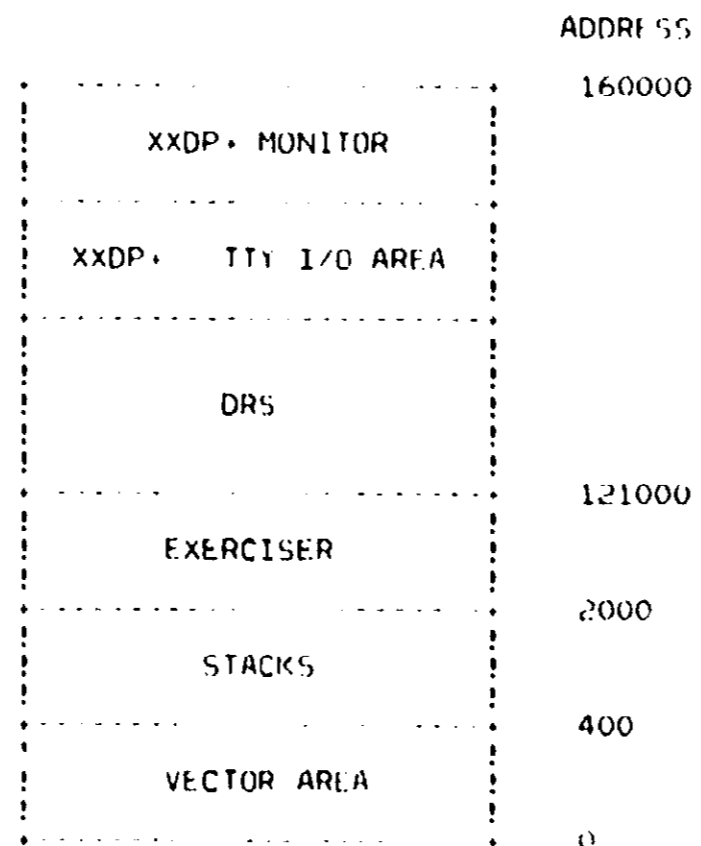 ADDRESS
160000
XXDP+ MONITOR
XXDP+ TTY I/O AREA
DRS
121000
EXERCISER
2000
STACKS
400
VECTOR AREA
0